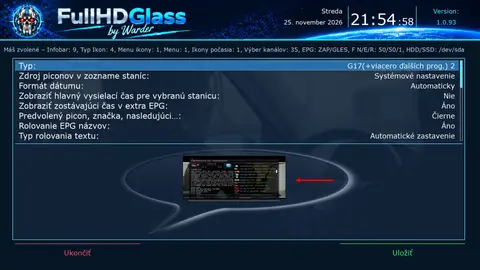 FullHDGlass
by Warder
Streda
25. november 2026
21:54:58
Version:
1.0.93
Máš zvolené – Infobar: 9, Typ Ikon: 4, Menu ikony: 1, Menu: 1, Ikony počasia: 1, Výber kanálov: 35, EPG: ZAP/GLES, F N/E/R: 50/50/1, HDD/SSD: /dev/sda
Typ: G17(+viacero ďalších prog.) 2
Zdroj piconov v zozname staníc: Systémové nastavenie
Formát dátumu: Automaticky
Zobraziť hlavný vysielací čas pre vybranú stanicu: Nie
Zobraziť zostávajúci čas v extra EPG: Áno
Predvolený picon, značka, nasledujúci...: Čierne
Rolovanie EPG názvov: Áno
Typ rolovania textu: Automatické zastavenie
Ukončiť
Uložiť